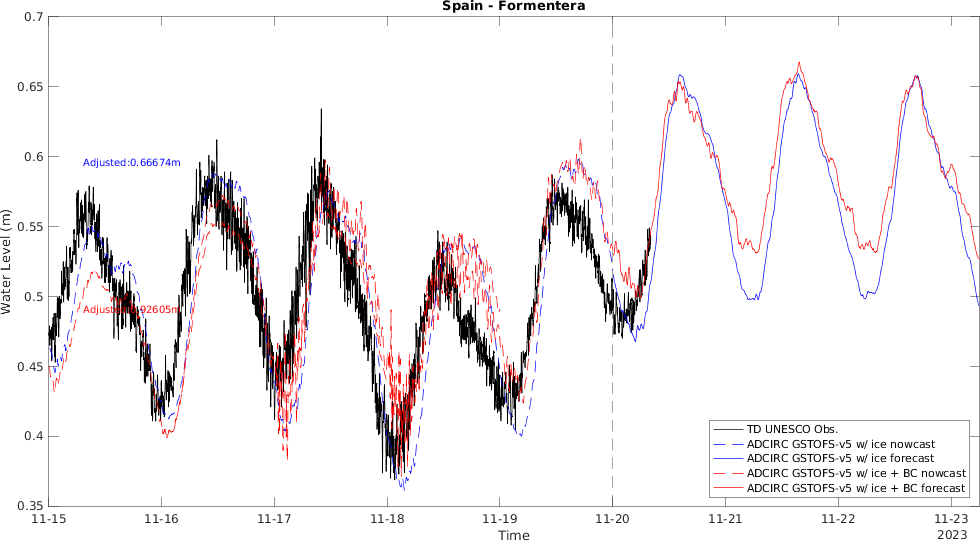 Spain - Formentera
0.7
0.65
0.6
0.55
0.5
0.45
0.4
0.35
Water Level (m)
Adjusted:0.66674m
TD UNESCO Obs.
ADCIRC GSTOFS-v5 w/ ice nowcast
ADCIRC GSTOFS-v5 w/ ice forecast
ADCIRC GSTOFS-v5 w/ ice + BC nowcast
ADCIRC GSTOFS-v5 w/ ice + BC forecast
11-15
11-16
11-17
11-18
11-19
11-20
11-21
11-22
11-23
Time
2023